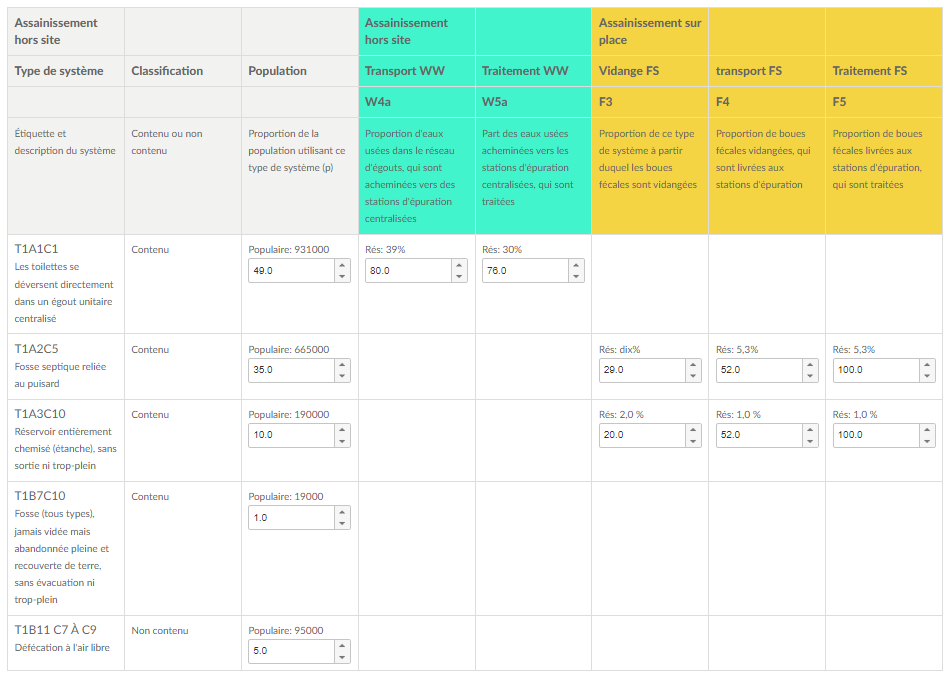 Assainissement
hors site
Assainissement
hors site
Assainissement sur
place
Type de système
Classification
Population
Transport WW
Traitement WW
Vidange FS
transport FS
Traitement FS
W4a
W5a
F3
F4
F5
Étiquette et
description du système
Contenu ou non
contenu
Proportion de la
population utilisant ce
type de système (p)
Proportion d'eaux
usées dans le réseau
d'égouts, qui sont
acheminées vers des
stations d'épuration
centralisées
Part des eaux usées
acheminées vers les
stations d'épuration
centralisées, qui sont
traitées
Proportion de ce type
de système à partir
duquel les boues
fécales sont vidangées
Proportion de boues
fécales vidangées, qui
sont livrées aux
stations d'épuration
Proportion de boues
fécales livrées aux
stations d'épuration,
qui sont traitées
T1A1C1
Les toilettes se
déversent directement
dans un égout unitaire
centralisé
Contenu
Populaire: 931000
49.0
Rés: 39%
80.0
Rés: 30%
76.0
T1A2C5
Fosse septique reliée
au puisard
Contenu
Populaire: 665000
35.0
Rés: dix%
29.0
Rés: 5,3%
52.0
Rés: 5,3%
100.0
T1A3C10
Réservoir entièrement
chemisé (étanche), sans
sortie ni trop-plein
Contenu
Populaire: 190000
10.0
Rés: 2,0 %
20.0
Rés: 1,0 %
52.0
Rés: 1,0 %
100.0
T1B7C10
Fosse (tous types),
jamais vidée mais
abandonnée pleine et
recouverte de terre,
sans évacuation ni
trop-plein
Contenu
Populaire: 19000
1.0
T1B11 C7 À C9
Défécation à l'air libre
Non contenu
Populaire: 95000
5.0